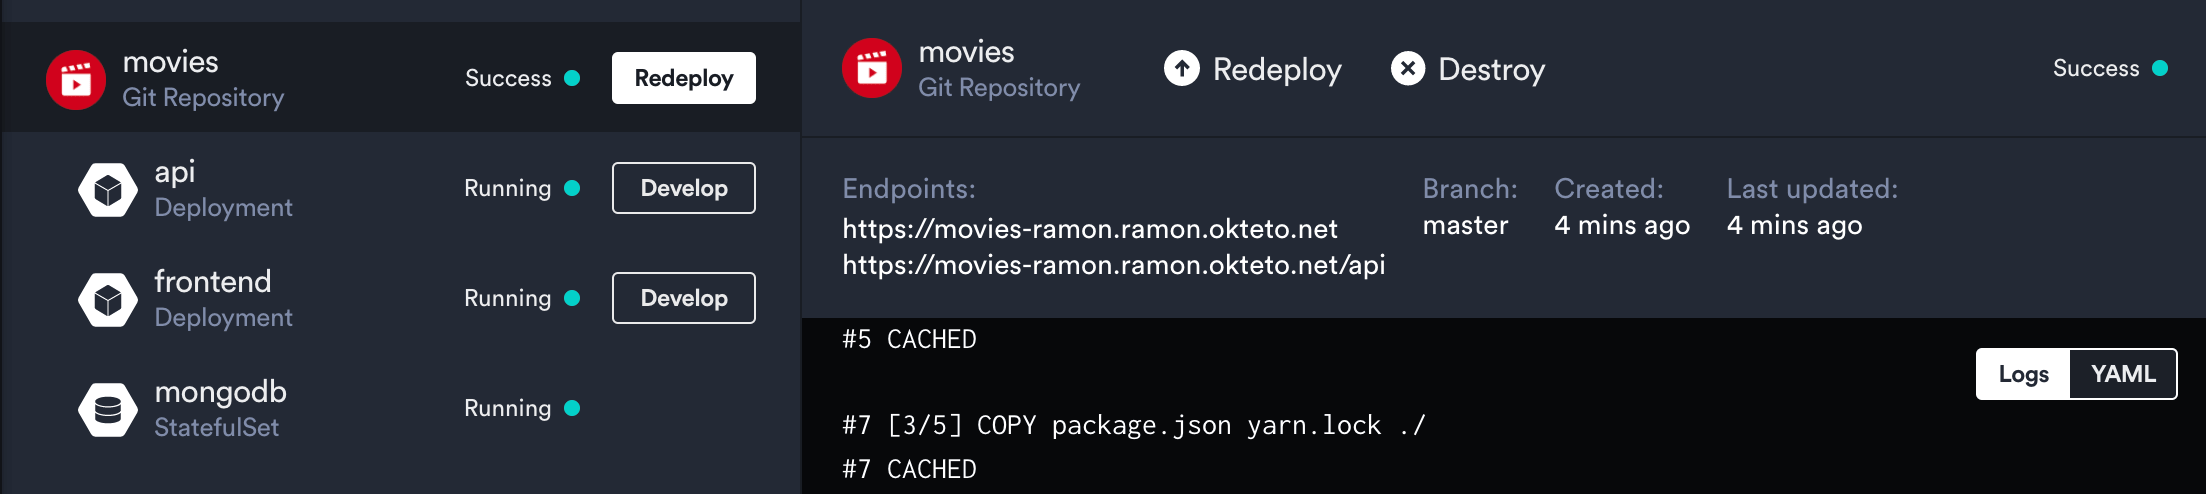 movies
Git Repository
Success
Redeploy
api
Deployment
Running
Develop
frontend
Deployment
Running
Develop
mongodb
StatefulSet
Running
movies
Git Repository
Redeploy
Destroy
Success
Endpoints:
https://movies-ramon.ramon.okteto.net
https://movies-ramon.ramon.okteto.net/api
Branch:
master
Created:
4 mins ago
Last updated:
4 mins ago
#5 CACHED
Logs
YAML
#7 [3/5] COPY package.json yarn.lock ./
#7 CACHED